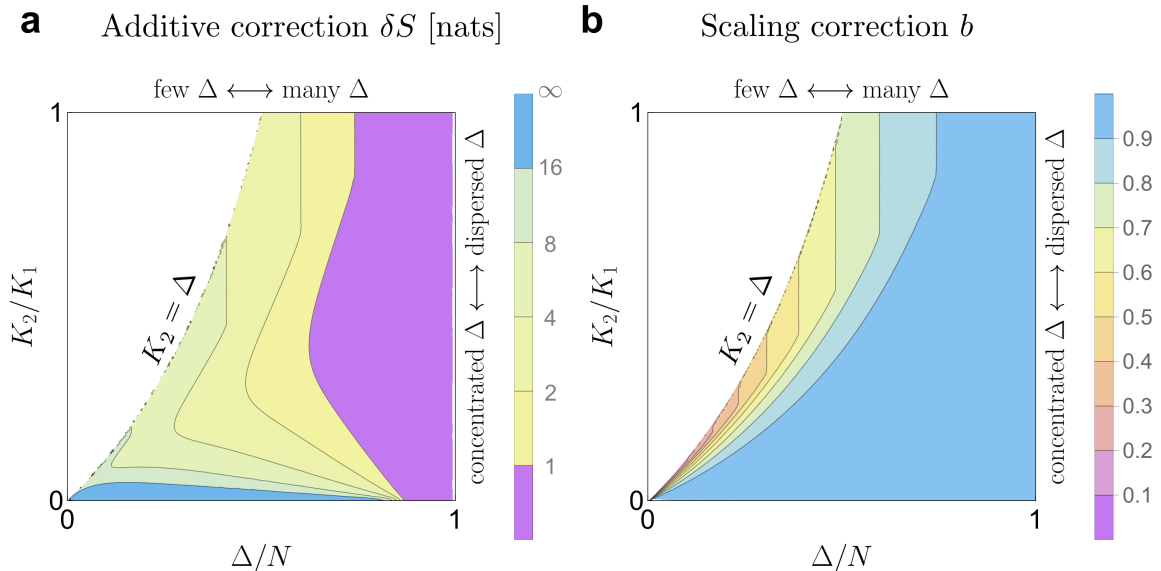 a Additive correction δS [nats]
few Δ ⟷ many Δ
1
K₂/K₁
K₂ = Δ
0
0
1
Δ/N
concentrated Δ ⟷ dispersed Δ
∞
16
8
4
2
1
b Scaling correction b
few Δ ⟷ many Δ
1
K₂/K₁
K₂ = Δ
0
0
1
Δ/N
concentrated Δ ⟷ dispersed Δ
0.9
0.8
0.7
0.6
0.5
0.4
0.3
0.2
0.1